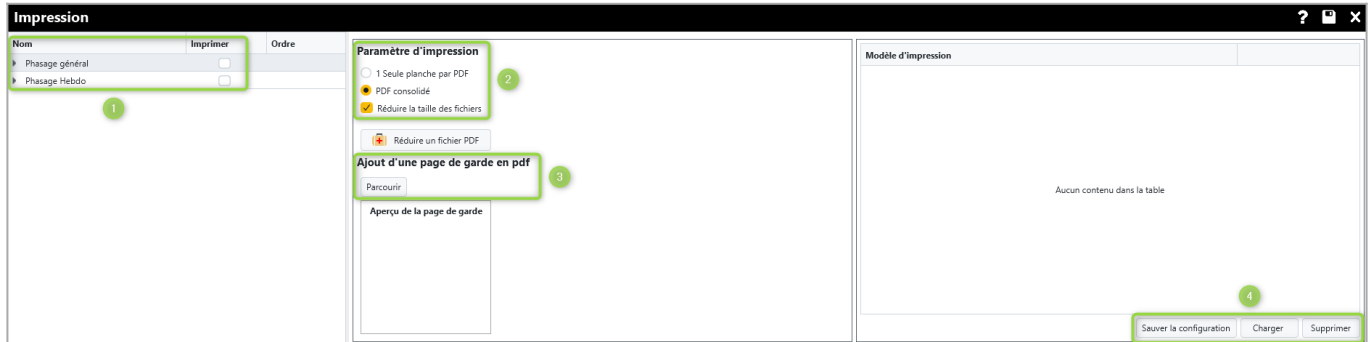 Impression
?
Nom Imprimer Ordre
Phasage général
Phasage Hebdo
1
Paramètre d'impression
1 Seule planche par PDF
PDF consolidé
Réduire la taille des fichiers
2
Réduire un fichier PDF
Ajout d'une page de garde en pdf
Parcourir
3
Aperçu de la page de garde
Modèle d'impression
Aucun contenu dans la table
4
Sauver la configuration Charger Supprimer